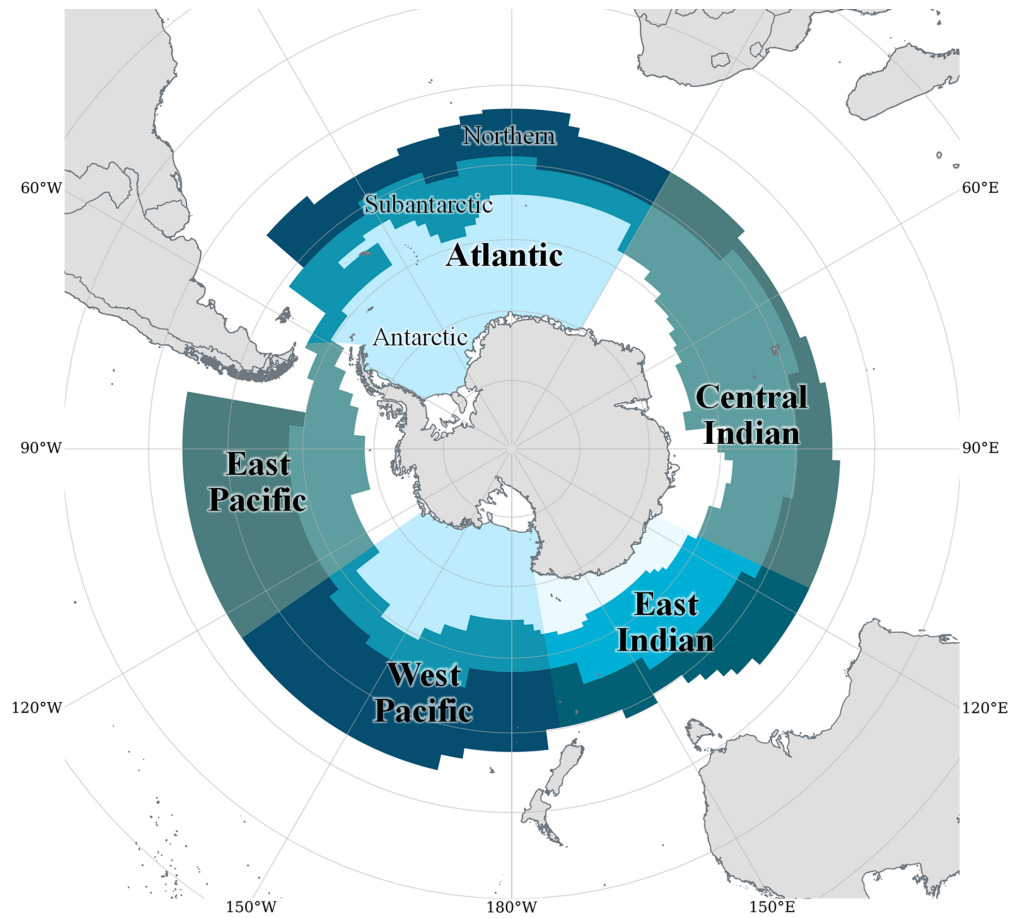 Northern
60°W
60°E
Subantarctic
Atlantic
Antarctic
Central
Indian
90°W
90°E
East
Pacific
East
Indian
West
Pacific
120°W
120°E
150°W
180°W
150°E